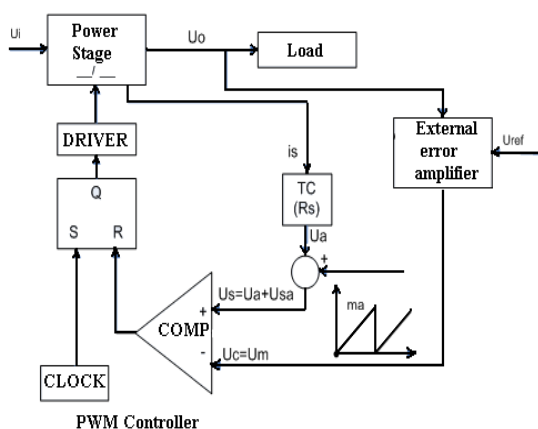 Ui
Power
Stage
Uo
Load
DRIVER
is
External
error
amplifier
Uref
Q
S R
TC
(Rs)
Ua
+
Us=Ua+Usa
ma
+
COMP
-
Uc=Um
CLOCK
PWM Controller